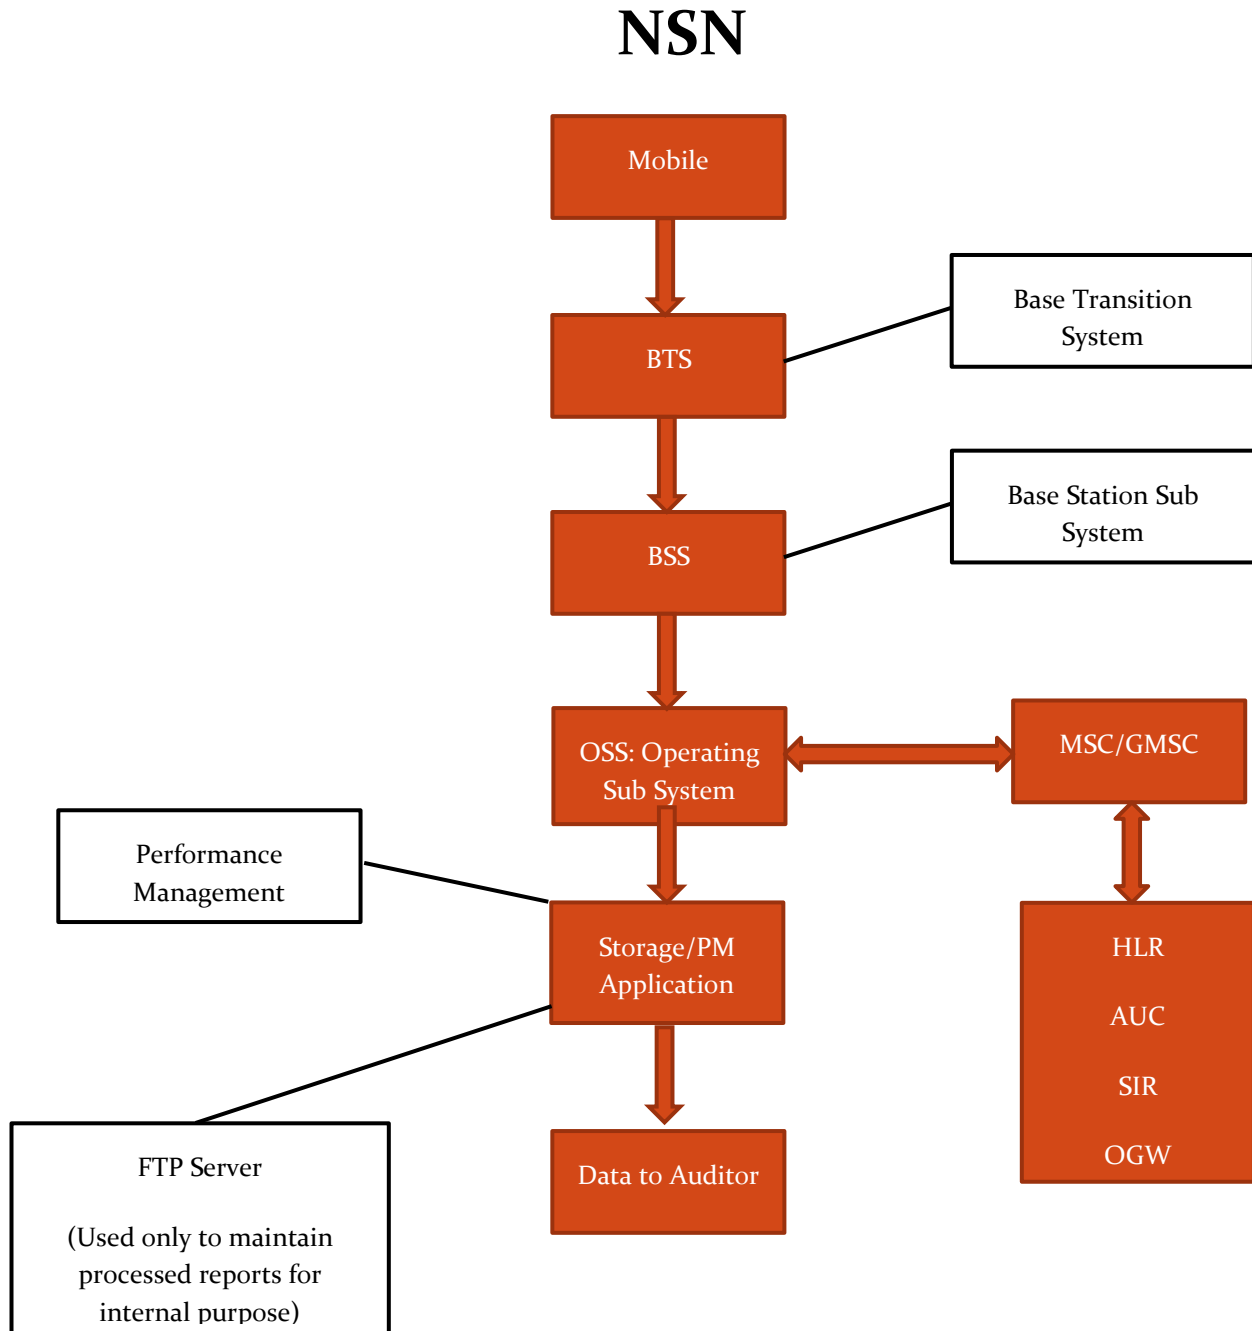 NSN
Mobile
Base Transition
System
BTS
Base Station Sub
System
BSS
OSS: Operating
Sub System
MSC/GMSC
Performance
Management
Storage/PM
Application
HLR
AUC
SIR
OGW
FTP Server
(Used only to maintain
processed reports for
internal purpose)
Data to Auditor